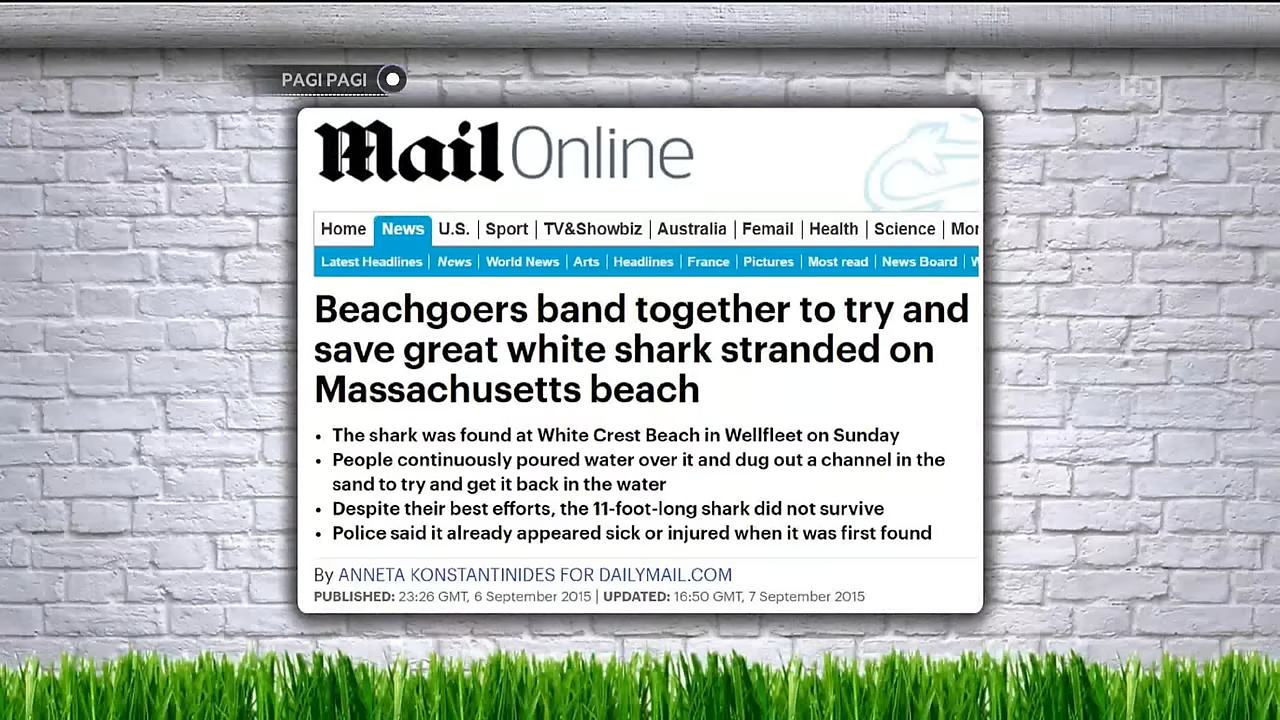 PAGI PAGI
NET
HD
Mail Online
Home News U.S. Sport TV&Showbiz Australia Femail Health Science Mor
Latest Headlines News World News Arts Headlines France Pictures Most read News Board W
Beachgoers band together to try and
save great white shark stranded on
Massachusetts beach
• The shark was found at White Crest Beach in Wellfleet on Sunday
• People continuously poured water over it and dug out a channel in the
sand to try and get it back in the water
• Despite their best efforts, the 11-foot-long shark did not survive
• Police said it already appeared sick or injured when it was first found
By ANNETA KONSTANTINIDES FOR DAILYMAIL.COM
PUBLISHED: 23:26 GMT, 6 September 2015 | UPDATED: 16:50 GMT, 7 September 2015